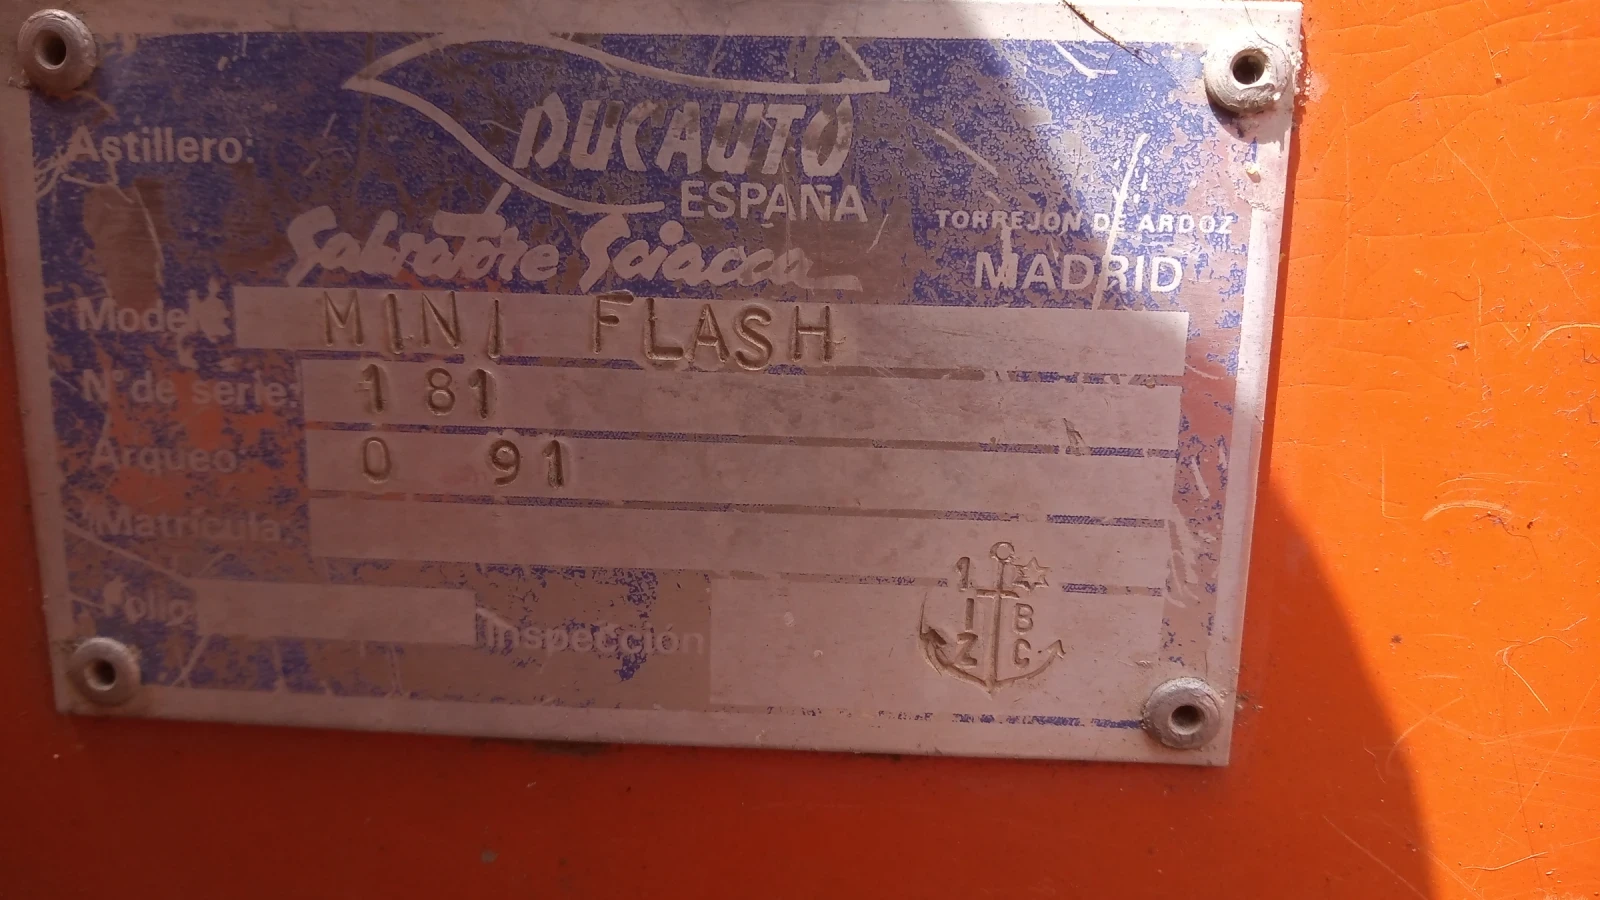 Astillero:
DUCAUTO
ESPAÑA
Salvatore Sciacca
TORREJON DE ARDOZ
MADRID
Modelo: MINI FLASH
Nº de serie: 181
Arqueo: 0 91
Matrícula:
Folio:
Inspección
1
I B
Z C